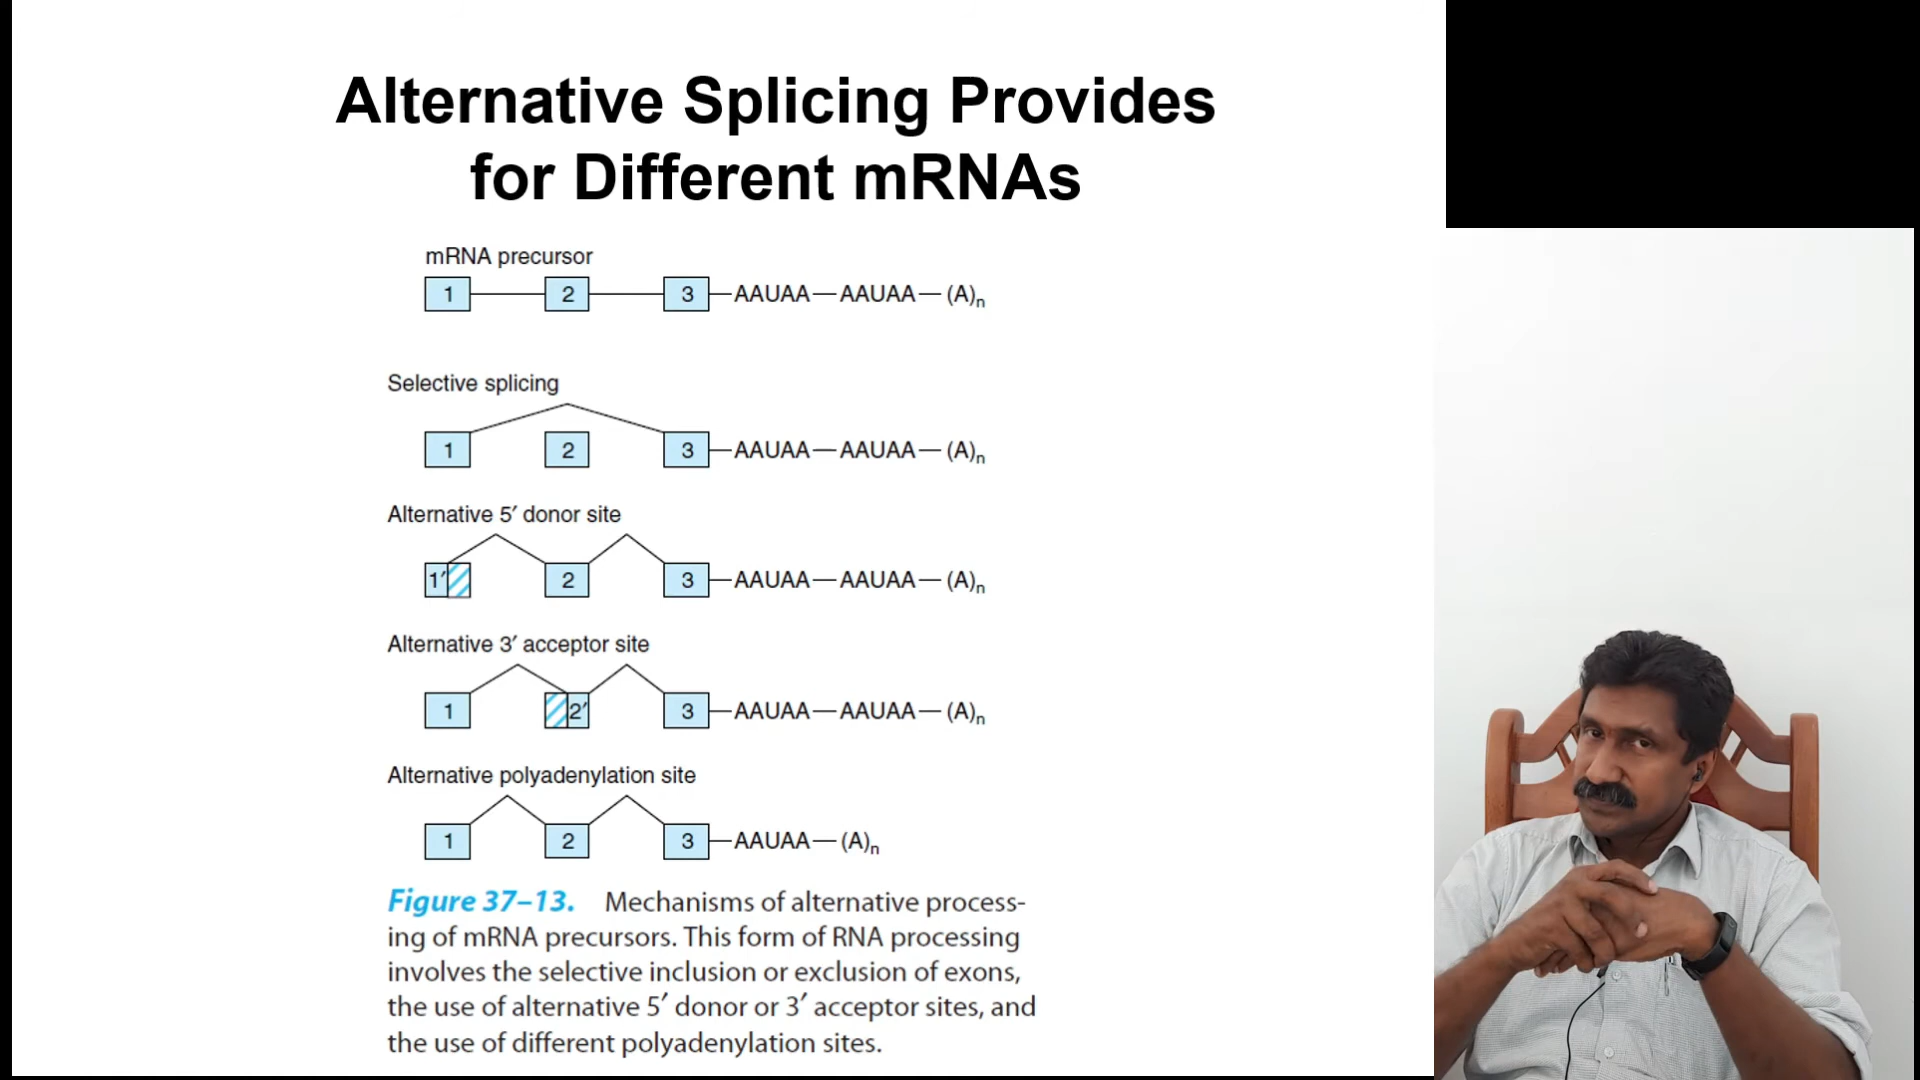 Alternative Splicing Provides
for Different mRNAs
mRNA precursor
1 2 3 AAUAA — AAUAA — (A)n
Selective splicing
1 2 3 AAUAA — AAUAA — (A)n
Alternative 5′ donor site
1′ 2 3 AAUAA — AAUAA — (A)n
Alternative 3′ acceptor site
1 2′ 3 AAUAA — AAUAA — (A)n
Alternative polyadenylation site
1 2 3 AAUAA — (A)n
Figure 37–13. Mechanisms of alternative process-
ing of mRNA precursors. This form of RNA processing
involves the selective inclusion or exclusion of exons,
the use of alternative 5′ donor or 3′ acceptor sites, and
the use of different polyadenylation sites.